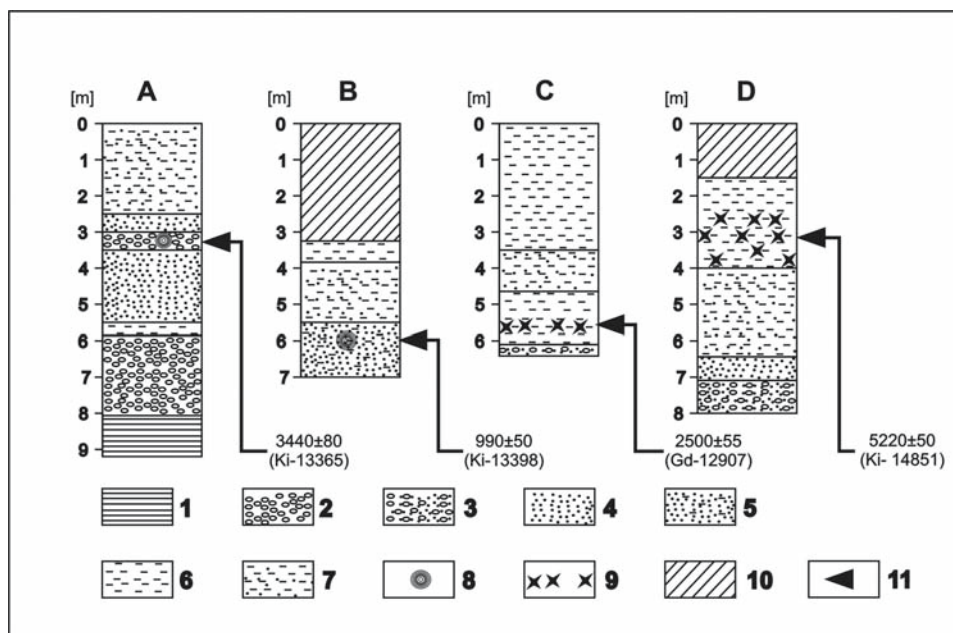 A B C D
[m] [m] [m] [m]
0 0 0 0
1 1 1 1
2 2 2 2
3 3 3 3
4 4 4 4
5 5 5 5
6 6 6 6
7 7 7
8 8
9
3440±80 990±50 2500±55 5220±50
(Ki-13365) (Ki-13398) (Gd-12907) (Ki- 14851)
1 2 3 4 5
6 7 8 9 10 11